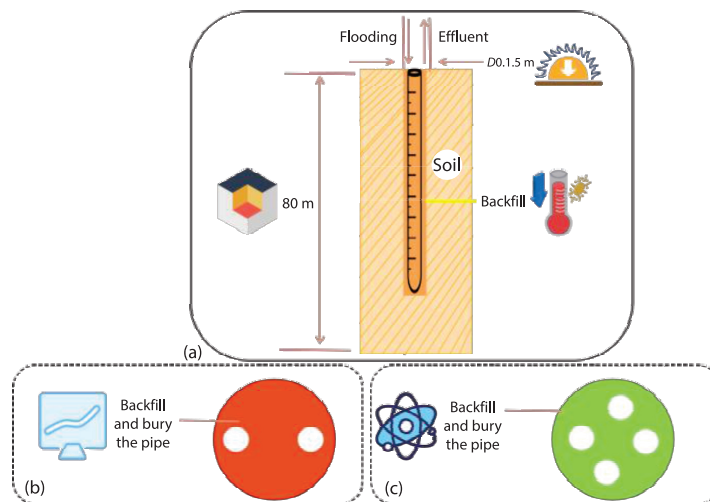 Flooding
Effluent
D0.1.5 m
Soil
80 m
Backfill
(a)
Backfill
and bury
the pipe
(b)
Backfill
and bury
the pipe
(c)